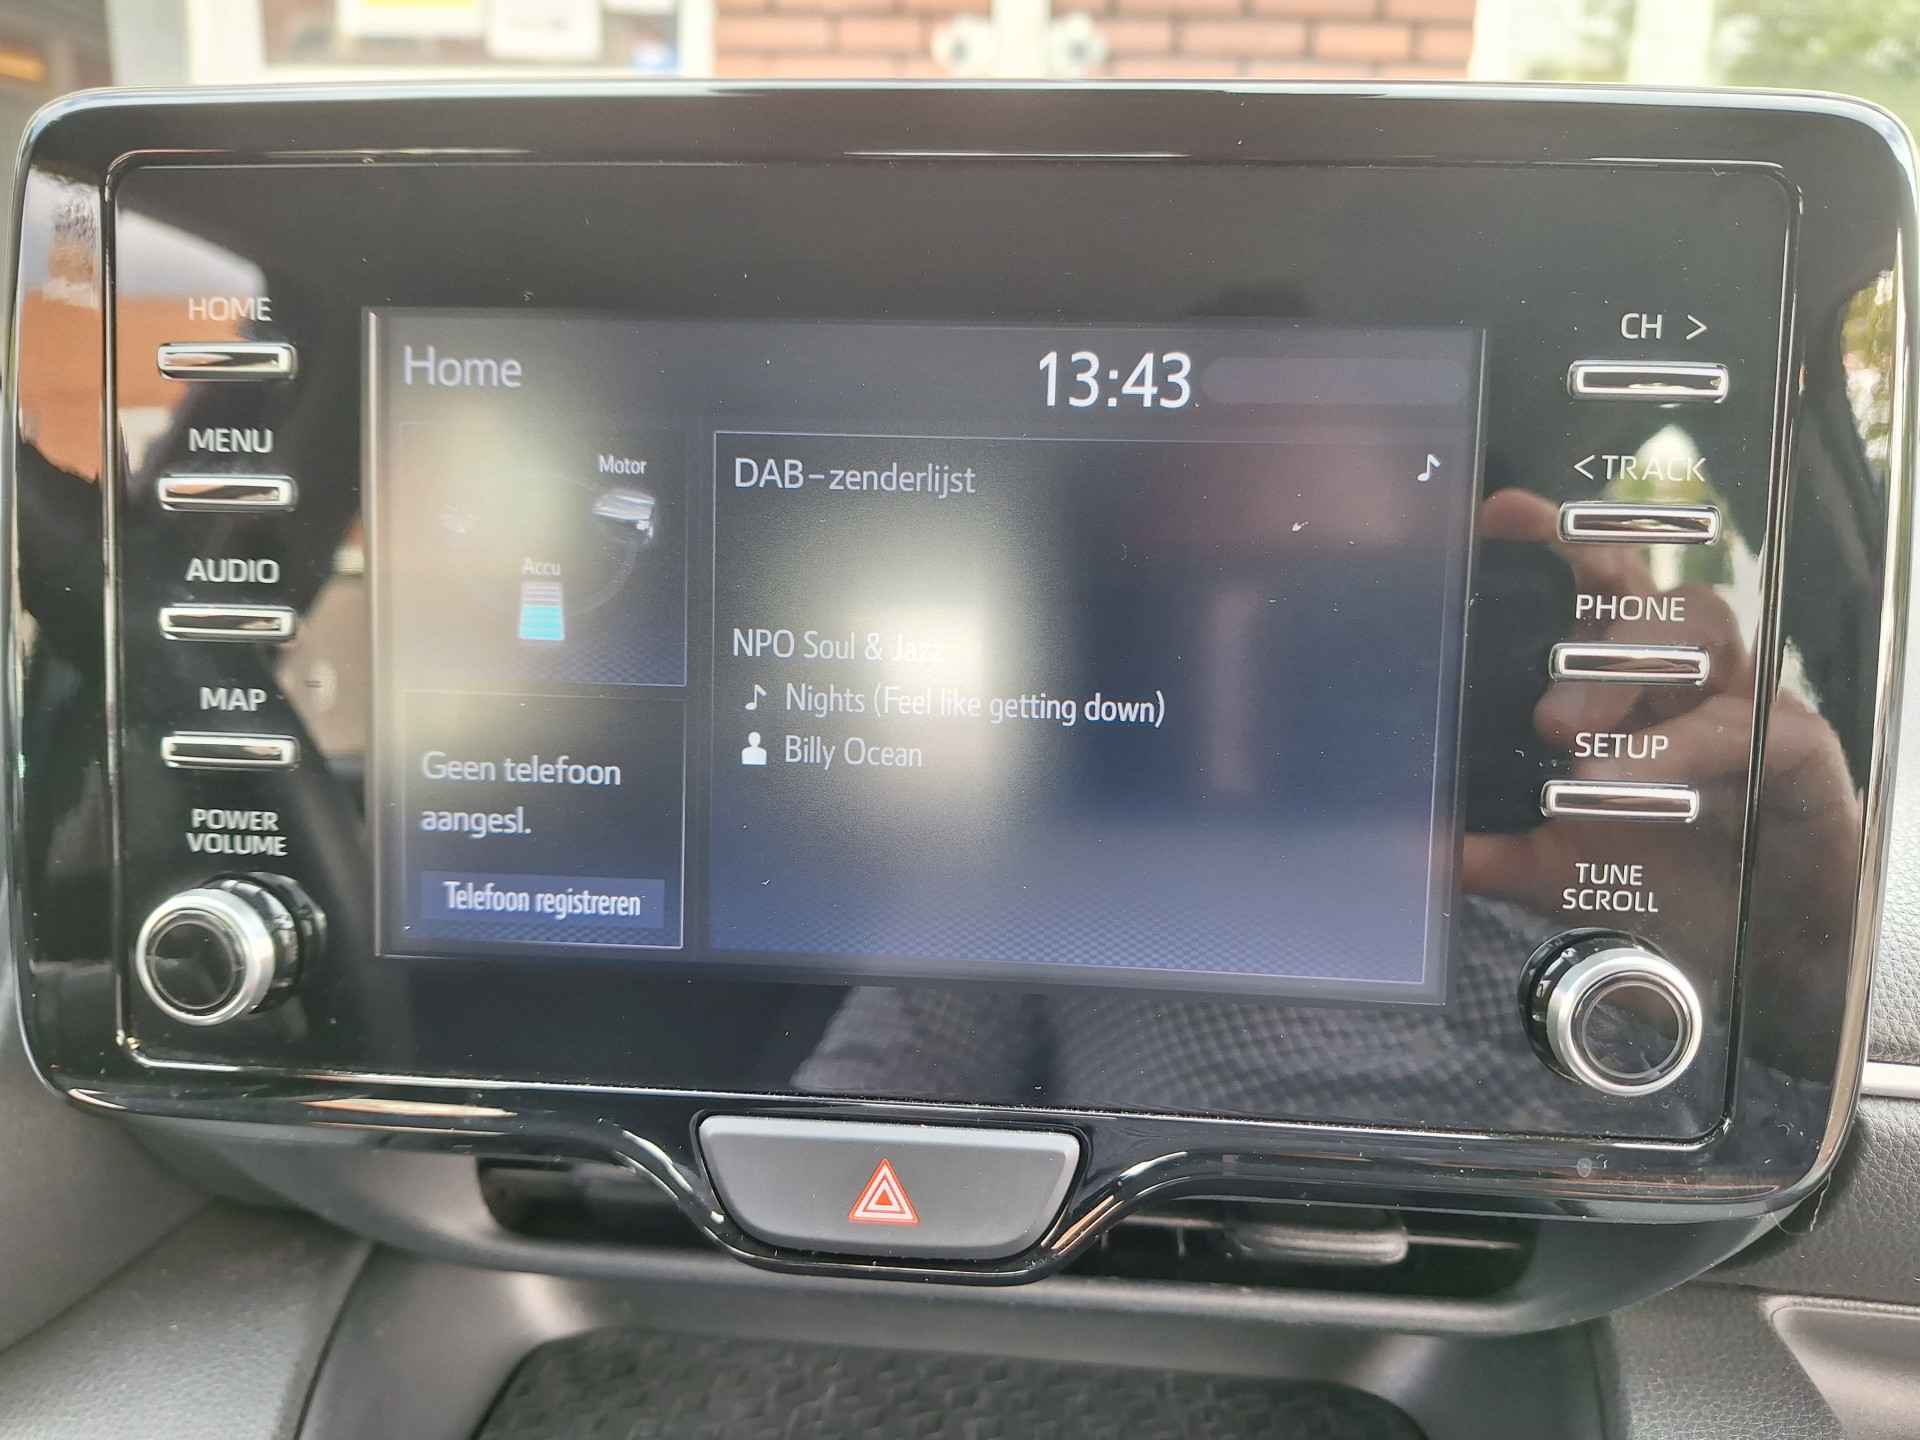 HOME
MENU
AUDIO
MAP
POWER
VOLUME
Home
13:43
Motor
Accu
Geen telefoon
aangesl.
Telefoon registreren
DAB-zenderlijst
NPO Soul & Jazz
Nights (Feel like getting down)
Billy Ocean
CH >
< TRACK
PHONE
SETUP
TUNE
SCROLL